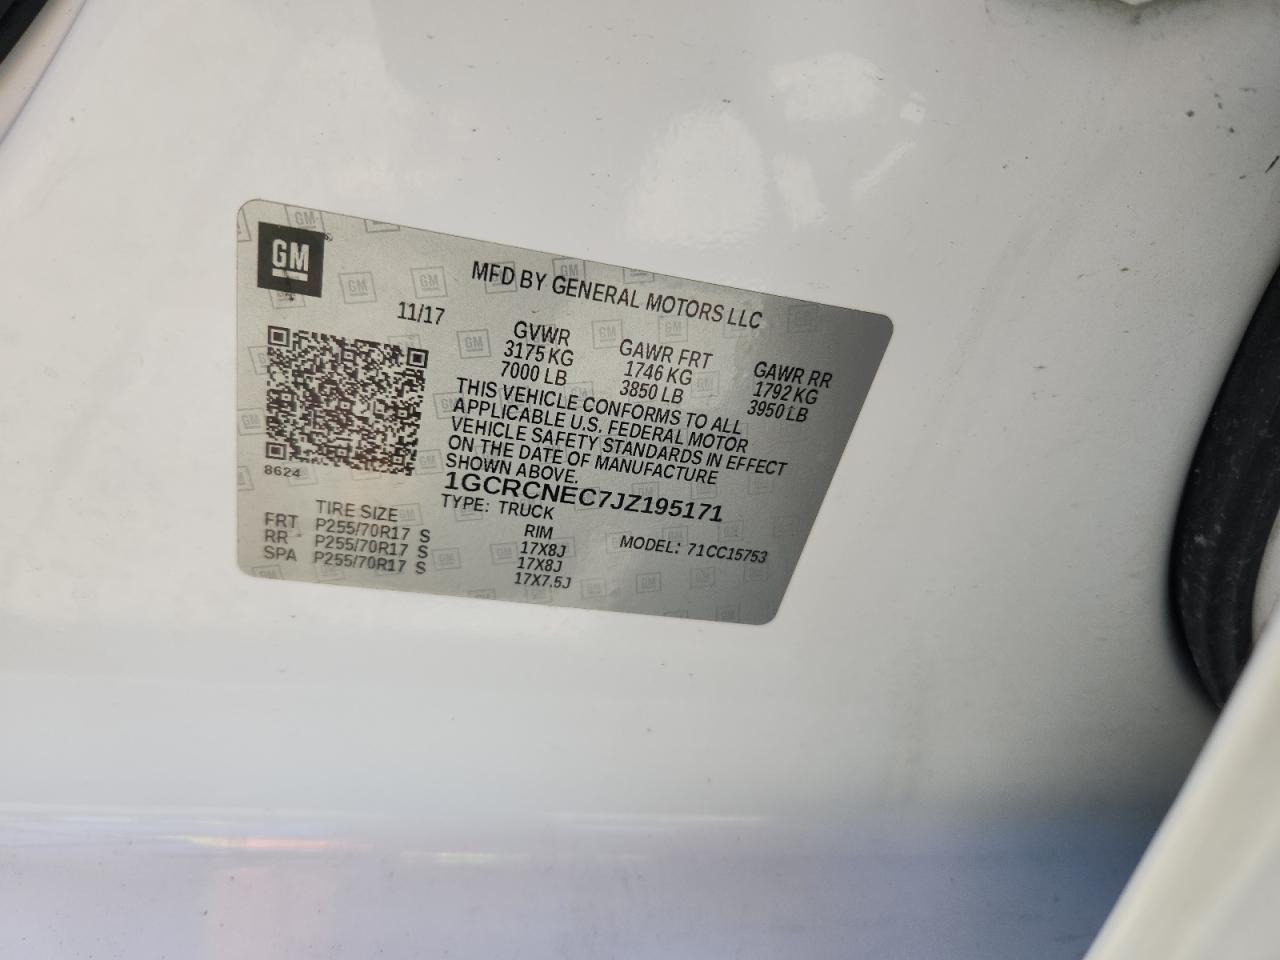 GM
MFD BY GENERAL MOTORS LLC
11/17
GVWR GAWR FRT GAWR RR
3175 KG 1746 KG 1792 KG
7000 LB 3850 LB 3950 LB
THIS VEHICLE CONFORMS TO ALL
APPLICABLE U.S. FEDERAL MOTOR
VEHICLE SAFETY STANDARDS IN EFFECT
ON THE DATE OF MANUFACTURE
SHOWN ABOVE.
8624
1GCRCNEC7JZ195171
TYPE: TRUCK
TIRE SIZE RIM MODEL: 71CC15753
FRT P255/70R17 S 17X8J
RR P255/70R17 S 17X8J
SPA P255/70R17 S 17X7.5J